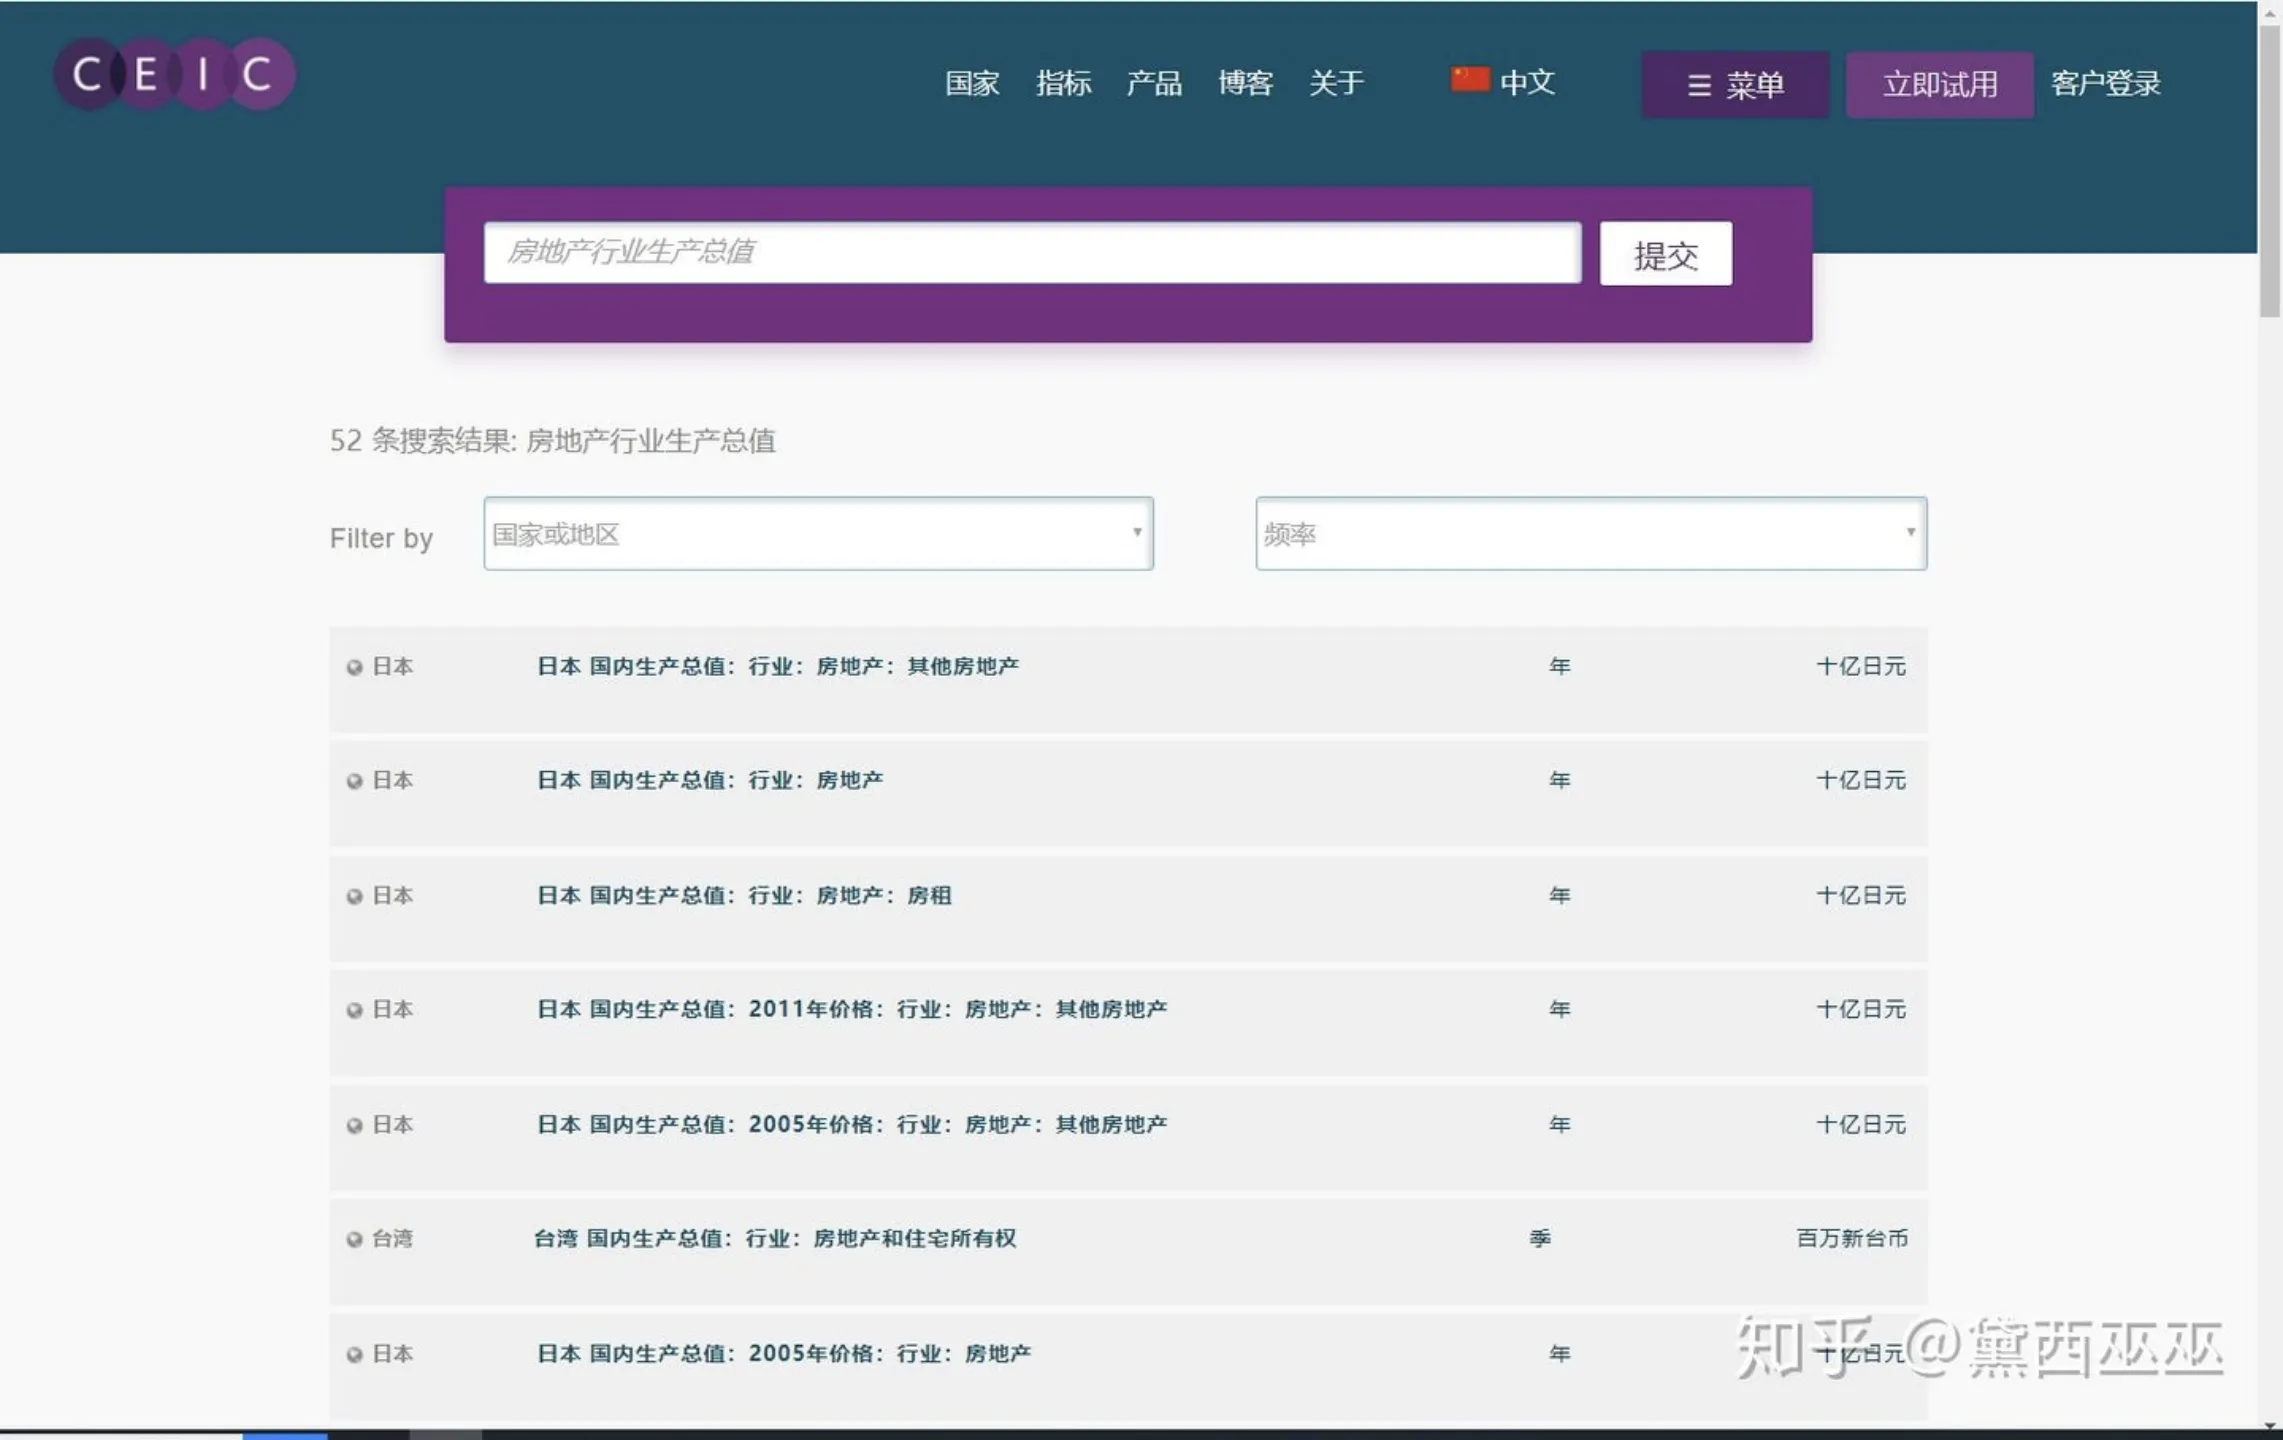 CEIC
国家 指标 产品 博客 关于 中文 ☰ 菜单 立即试用 客户登录
房地产行业生产总值 提交
52 条搜索结果: 房地产行业生产总值
Filter by 国家或地区 频率
日本 日本 国内生产总值：行业：房地产：其他房地产 年 十亿日元
日本 日本 国内生产总值：行业：房地产 年 十亿日元
日本 日本 国内生产总值：行业：房地产：房租 年 十亿日元
日本 日本 国内生产总值：2011年价格：行业：房地产：其他房地产 年 十亿日元
日本 日本 国内生产总值：2005年价格：行业：房地产：其他房地产 年 十亿日元
台湾 台湾 国内生产总值：行业：房地产和住宅所有权 季 百万新台币
日本 日本 国内生产总值：2005年价格：行业：房地产 年 十亿日元
知乎 @黛西巫巫